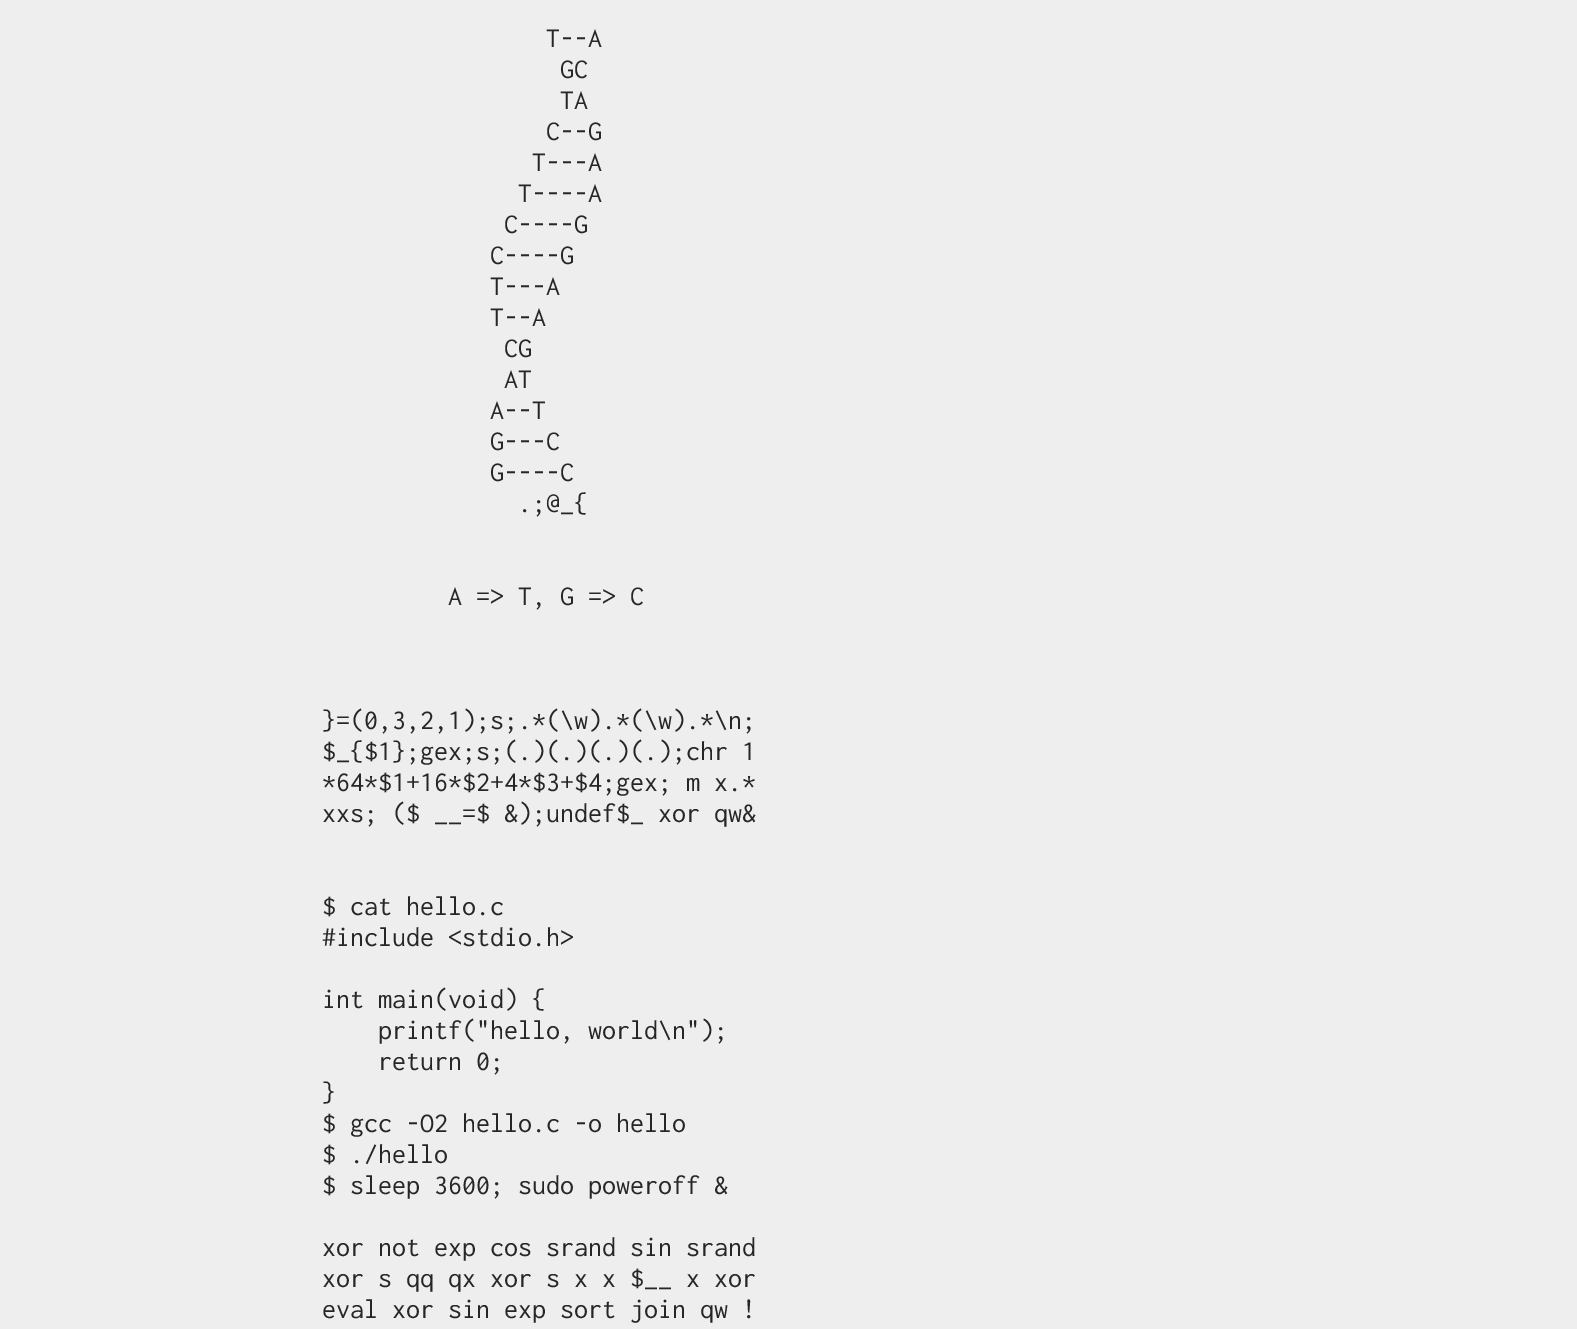 T--A
GC
TA
C--G
T---A
T----A
C----G
C----G
T---A
T--A
CG
AT
A--T
G---C
G----C
.;@_{
A => T, G => C
}=(0,3,2,1);s;.*(\w).*(\w).*\n;
$_{$1};gex;s;(.)(.)(.)(.);chr 1
*64*$1+16*$2+4*$3+$4;gex; m x.*
xxs; ($ __=$ &);undef$_ xor qw&
$ cat hello.c
#include <stdio.h>
int main(void) {
    printf("hello, world\n");
    return 0;
}
$ gcc -O2 hello.c -o hello
$ ./hello
$ sleep 3600; sudo poweroff &
xor not exp cos srand sin srand
xor s qq qx xor s x x $__ x xor
eval xor sin exp sort join qw !